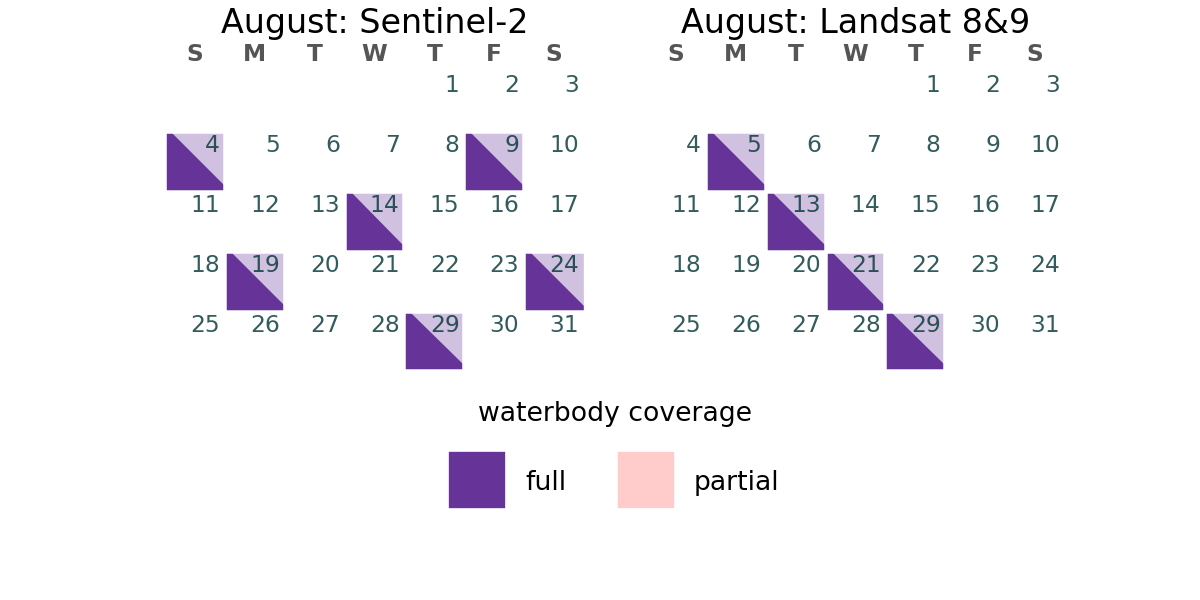 August: Sentinel-2
S M T W T F S
1 2 3
4 5 6 7 8 9 10
11 12 13 14 15 16 17
18 19 20 21 22 23 24
25 26 27 28 29 30 31
August: Landsat 8&9
S M T W T F S
1 2 3
4 5 6 7 8 9 10
11 12 13 14 15 16 17
18 19 20 21 22 23 24
25 26 27 28 29 30 31
waterbody coverage
full
partial